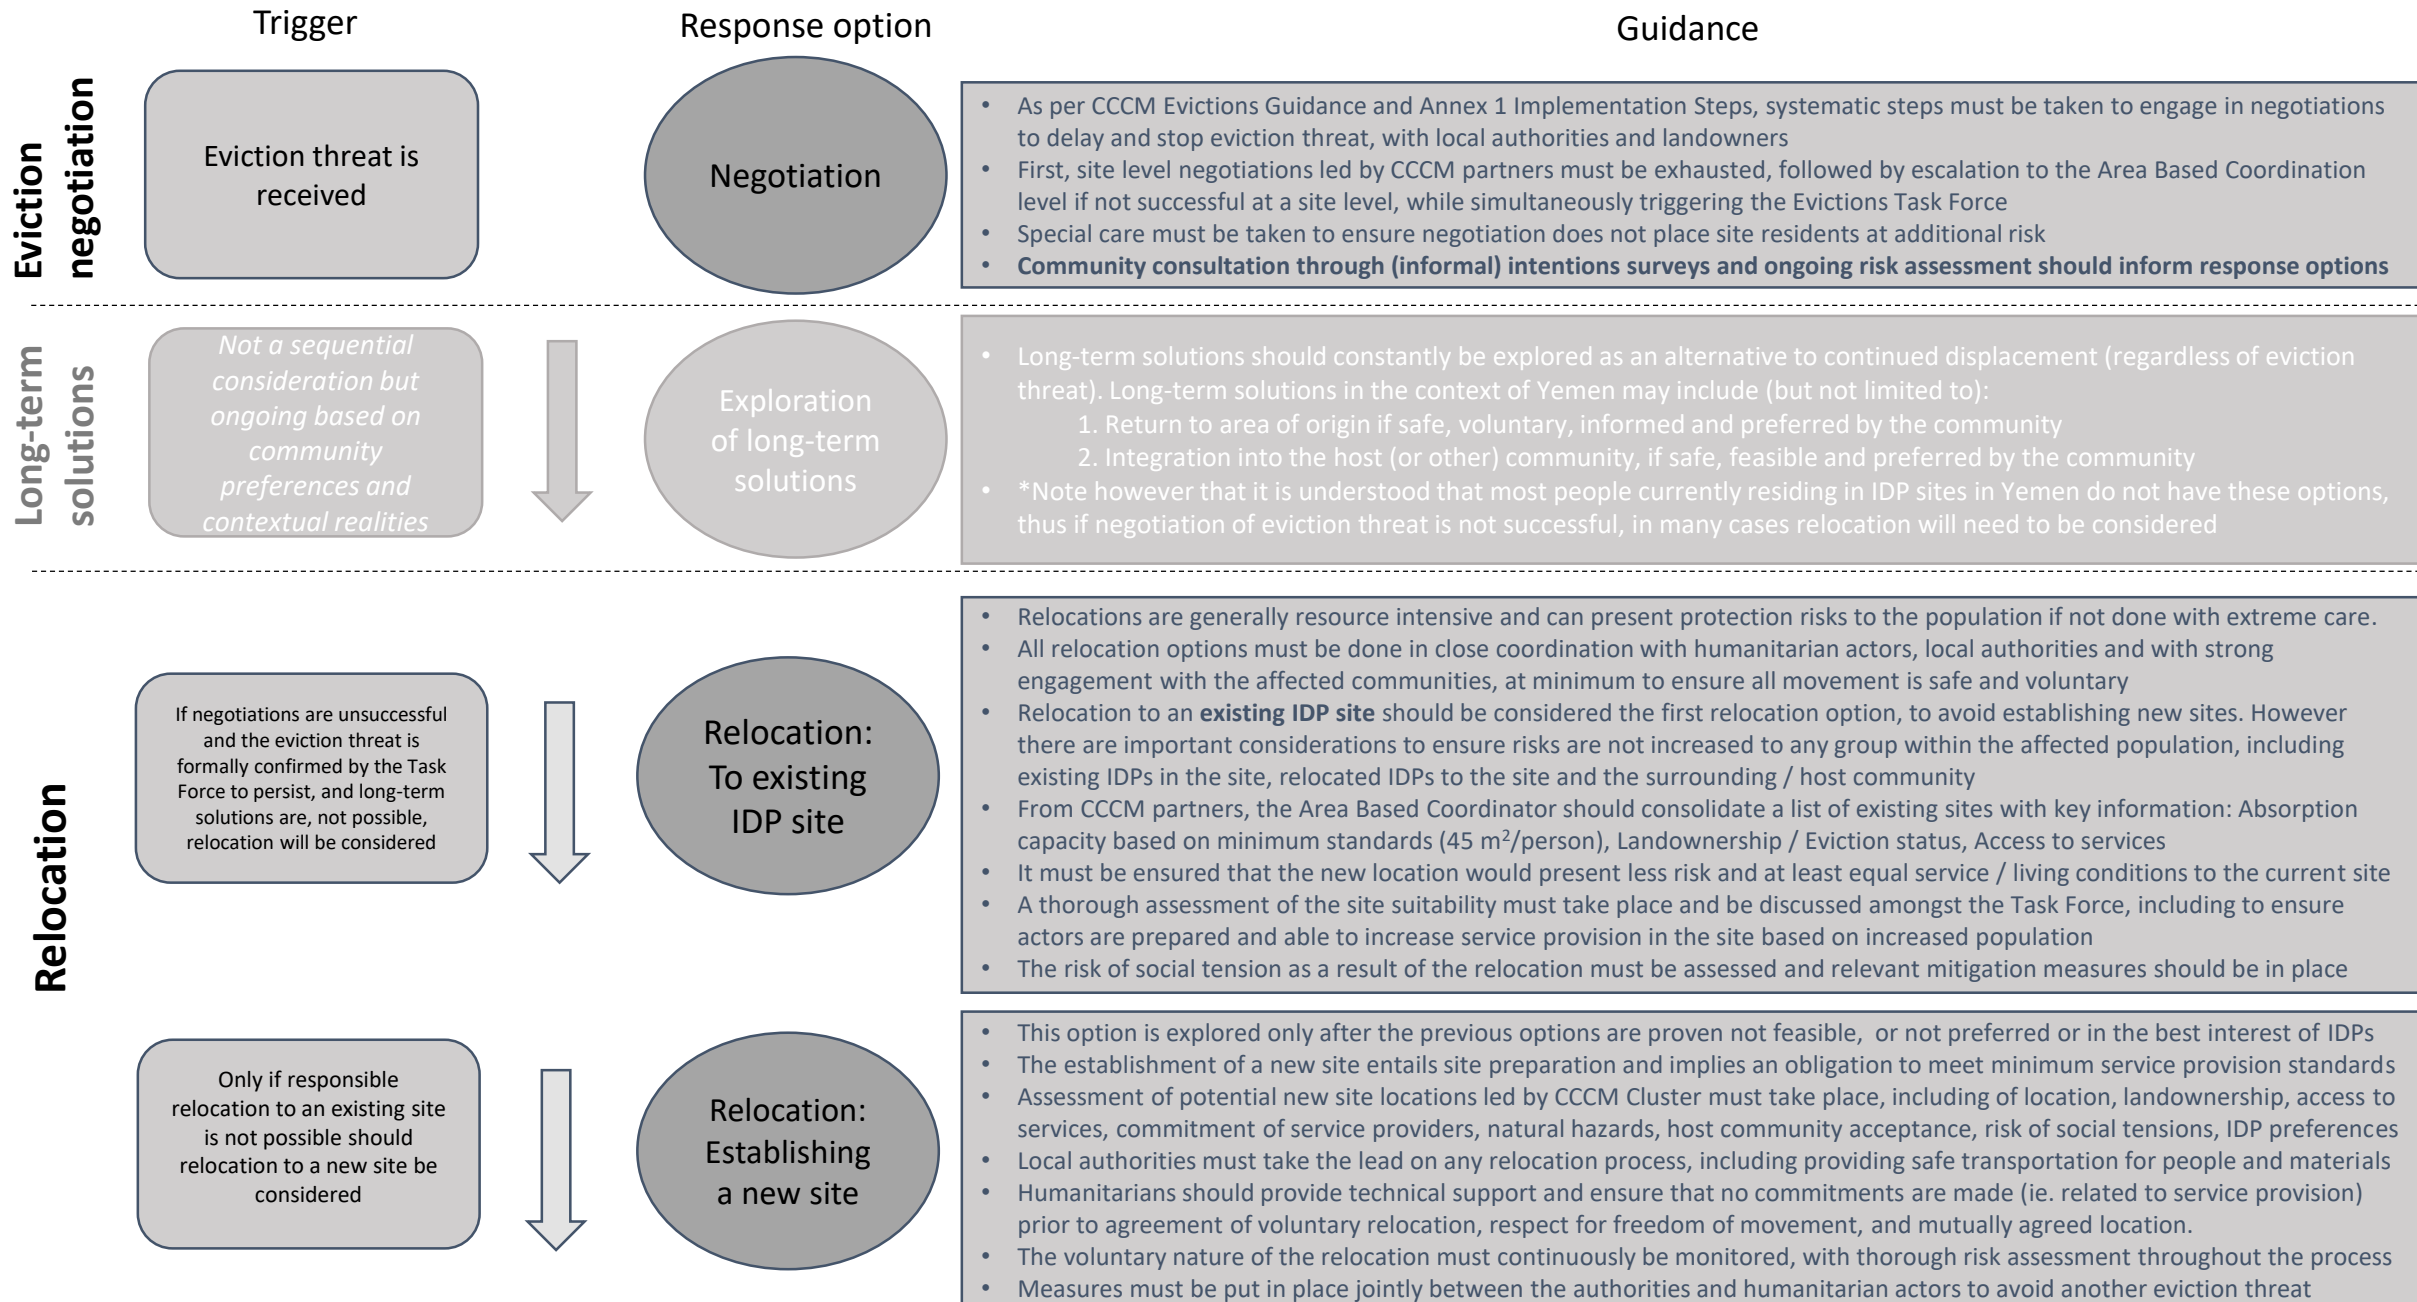 Trigger
Response option
Guidance
Eviction
negotiation
Eviction threat is
received
Negotiation
• As per CCCM Evictions Guidance and Annex 1 Implementation Steps, systematic steps must be taken to engage in negotiations
to delay and stop eviction threat, with local authorities and landowners
• First, site level negotiations led by CCCM partners must be exhausted, followed by escalation to the Area Based Coordination
level if not successful at a site level, while simultaneously triggering the Evictions Task Force
• Special care must be taken to ensure negotiation does not place site residents at additional risk
• Community consultation through (informal) intentions surveys and ongoing risk assessment should inform response options
Long-term
solutions
Not a sequential
consideration but
ongoing based on
community
preferences and
contextual realities
Exploration
of long-term
solutions
• Long-term solutions should constantly be explored as an alternative to continued displacement (regardless of eviction
threat). Long-term solutions in the context of Yemen may include (but not limited to):
1. Return to area of origin if safe, voluntary, informed and preferred by the community
2. Integration into the host (or other) community, if safe, feasible and preferred by the community
• *Note however that it is understood that most people currently residing in IDP sites in Yemen do not have these options,
thus if negotiation of eviction threat is not successful, in many cases relocation will need to be considered
Relocation
If negotiations are unsuccessful
and the eviction threat is
formally confirmed by the Task
Force to persist, and long-term
solutions are, not possible,
relocation will be considered
Relocation:
To existing
IDP site
• Relocations are generally resource intensive and can present protection risks to the population if not done with extreme care.
• All relocation options must be done in close coordination with humanitarian actors, local authorities and with strong
engagement with the affected communities, at minimum to ensure all movement is safe and voluntary
• Relocation to an existing IDP site should be considered the first relocation option, to avoid establishing new sites. However
there are important considerations to ensure risks are not increased to any group within the affected population, including
existing IDPs in the site, relocated IDPs to the site and the surrounding / host community
• From CCCM partners, the Area Based Coordinator should consolidate a list of existing sites with key information: Absorption
capacity based on minimum standards (45 m²/person), Landownership / Eviction status, Access to services
• It must be ensured that the new location would present less risk and at least equal service / living conditions to the current site
• A thorough assessment of the site suitability must take place and be discussed amongst the Task Force, including to ensure
actors are prepared and able to increase service provision in the site based on increased population
• The risk of social tension as a result of the relocation must be assessed and relevant mitigation measures should be in place
Only if responsible
relocation to an existing site
is not possible should
relocation to a new site be
considered
Relocation:
Establishing
a new site
• This option is explored only after the previous options are proven not feasible, or not preferred or in the best interest of IDPs
• The establishment of a new site entails site preparation and implies an obligation to meet minimum service provision standards
• Assessment of potential new site locations led by CCCM Cluster must take place, including of location, landownership, access to
services, commitment of service providers, natural hazards, host community acceptance, risk of social tensions, IDP preferences
• Local authorities must take the lead on any relocation process, including providing safe transportation for people and materials
• Humanitarians should provide technical support and ensure that no commitments are made (ie. related to service provision)
prior to agreement of voluntary relocation, respect for freedom of movement, and mutually agreed location.
• The voluntary nature of the relocation must continuously be monitored, with thorough risk assessment throughout the process
• Measures must be put in place jointly between the authorities and humanitarian actors to avoid another eviction threat